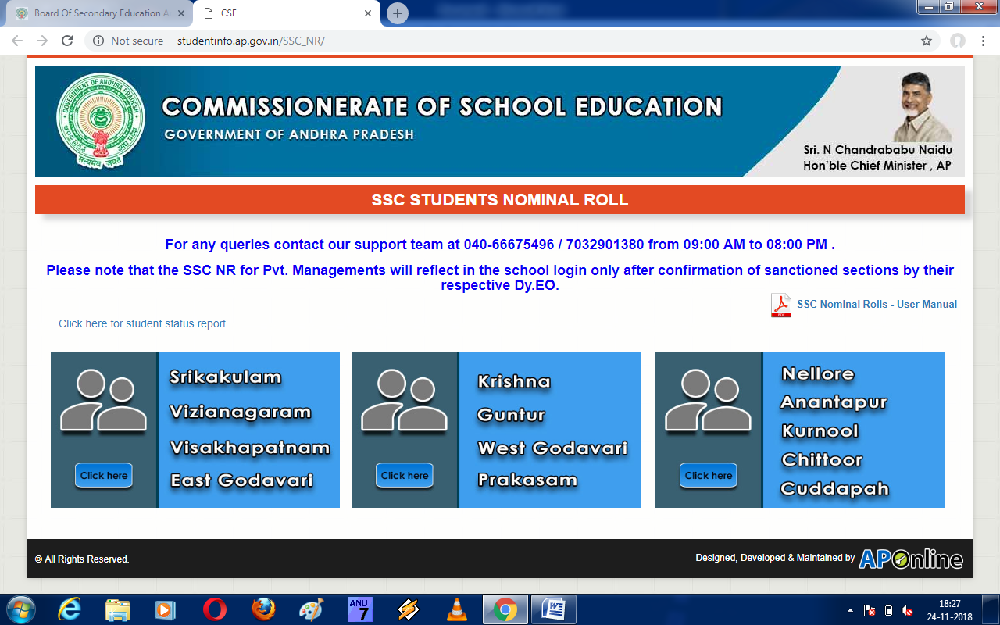 Board Of Secondary Education A
CSE
Not secure
studentinfo.ap.gov.in/SSC_NR/
COMMISSIONERATE OF SCHOOL EDUCATION
GOVERNMENT OF ANDHRA PRADESH
Sri. N Chandrababu Naidu
Hon'ble Chief Minister , AP
SSC STUDENTS NOMINAL ROLL
For any queries contact our support team at 040-66675496 / 7032901380 from 09:00 AM to 08:00 PM .
Please note that the SSC NR for Pvt. Managements will reflect in the school login only after confirmation of sanctioned sections by their
respective Dy.EO.
SSC Nominal Rolls - User Manual
Click here for student status report
Srikakulam
Vizianagaram
Visakhapatnam
East Godavari
Click here
Krishna
Guntur
West Godavari
Prakasam
Click here
Nellore
Anantapur
Kurnool
Chittoor
Cuddapah
Click here
© All Rights Reserved.
Designed, Developed & Maintained by APOnline
ANU
7
18:27
24-11-2018